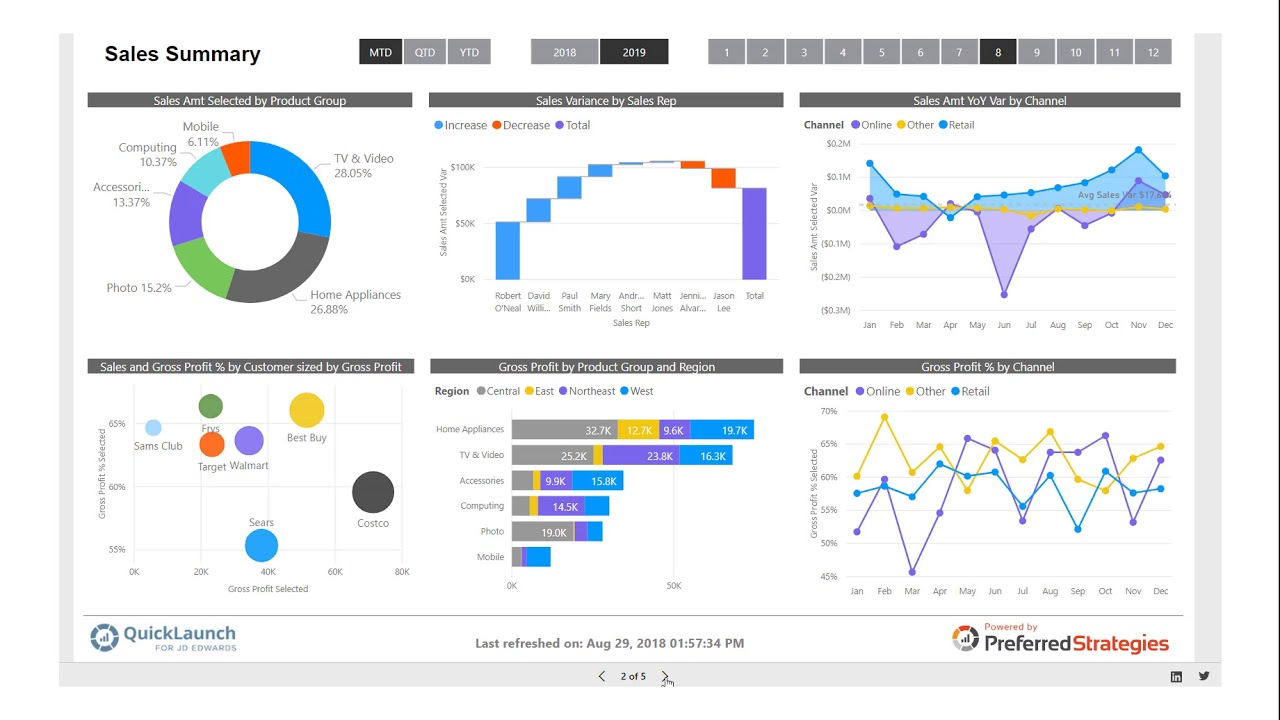 Sales Summary
MTD QTD YTD
2018 2019
1 2 3 4 5 6 7 8 9 10 11 12
Sales Amt Selected by Product Group
Mobile
6.11%
Computing
10.37%
Accessori...
13.37%
Photo 15.2%
TV & Video
28.05%
Home Appliances
26.88%
Sales Variance by Sales Rep
Increase Decrease Total
Sales Amt Selected Var
$100K
$50K
$0K
Robert O'Neal
David Willi...
Paul Smith
Mary Fields
Andr... Short
Matt Jones
Jenni... Alvar...
Jason Lee
Total
Sales Rep
Sales Amt YoY Var by Channel
Channel Online Other Retail
Sales Amt Selected Var
$0.2M
$0.1M
$0.0M
($0.1M)
($0.2M)
($0.3M)
Avg Sales Var
Jan Feb Mar Apr May Jun Jul Aug Sep Oct Nov Dec
Sales and Gross Profit % by Customer sized by Gross Profit
Gross Profit % Selected
65%
60%
55%
Sams Club
Frys
Target
Walmart
Best Buy
Costco
Sears
0K 20K 40K 60K 80K
Gross Profit Selected
Gross Profit by Product Group and Region
Region Central East Northeast West
Home Appliances 32.7K 12.7K 9.6K 19.7K
TV & Video 25.2K 23.8K 16.3K
Accessories 9.9K 15.8K
Computing 14.5K
Photo 19.0K
Mobile
0K 50K
Gross Profit % by Channel
Channel Online Other Retail
Gross Profit % Selected
70%
65%
60%
55%
50%
45%
Jan Feb Mar Apr May Jun Jul Aug Sep Oct Nov Dec
QuickLaunch
FOR JD EDWARDS
Last refreshed on: Aug 29, 2018 01:57:34 PM
Powered by
PreferredStrategies
2 of 5